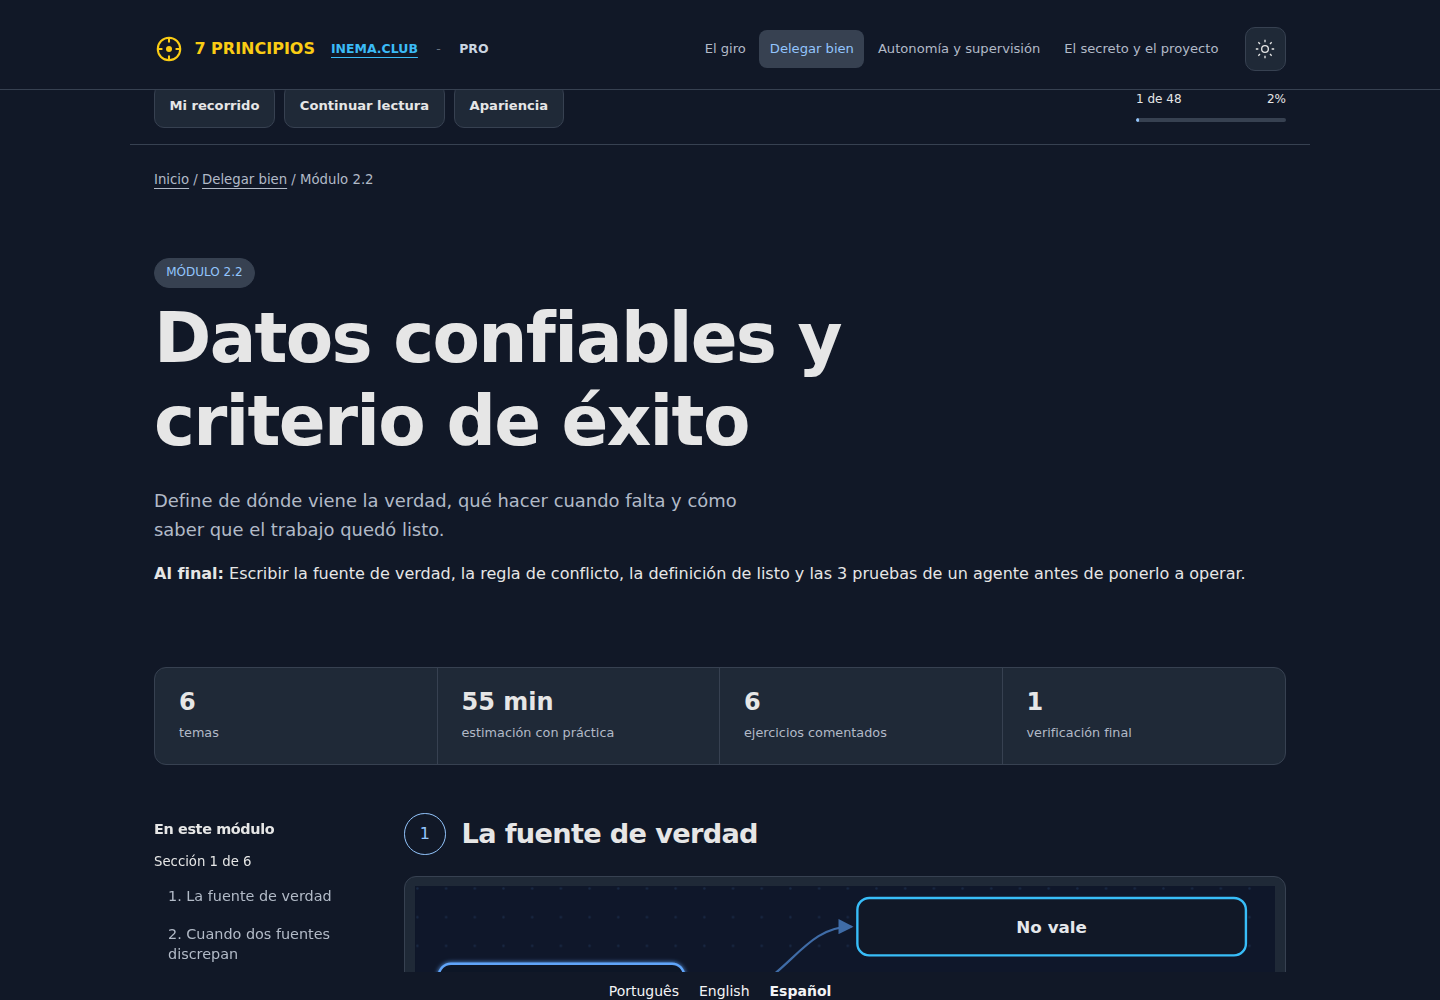 7 PRINCIPIOS INEMA.CLUB - PRO
El giro Delegar bien Autonomía y supervisión El secreto y el proyecto
Mi recorrido Continuar lectura Apariencia
1 de 48 2%
Inicio / Delegar bien / Módulo 2.2
MÓDULO 2.2
Datos confiables y
criterio de éxito
Define de dónde viene la verdad, qué hacer cuando falta y cómo
saber que el trabajo quedó listo.
Al final: Escribir la fuente de verdad, la regla de conflicto, la definición de listo y las 3 pruebas de un agente antes de ponerlo a operar.
6
temas
55 min
estimación con práctica
6
ejercicios comentados
1
verificación final
En este módulo
Sección 1 de 6
1. La fuente de verdad
2. Cuando dos fuentes
discrepan
1 La fuente de verdad
No vale
Português English Español